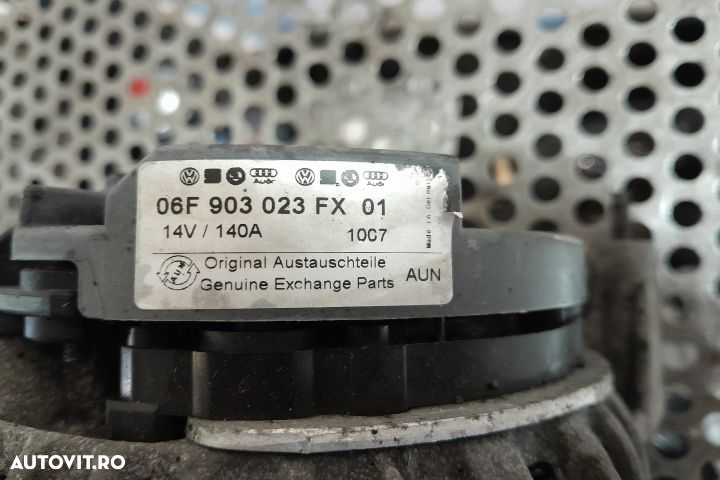 Audi Audi
06F 903 023 FX 01
14V / 140A 1007
Made in Germany
AUN Original Austauschteile
Genuine Exchange Parts AUN
AUTOVIT.RO